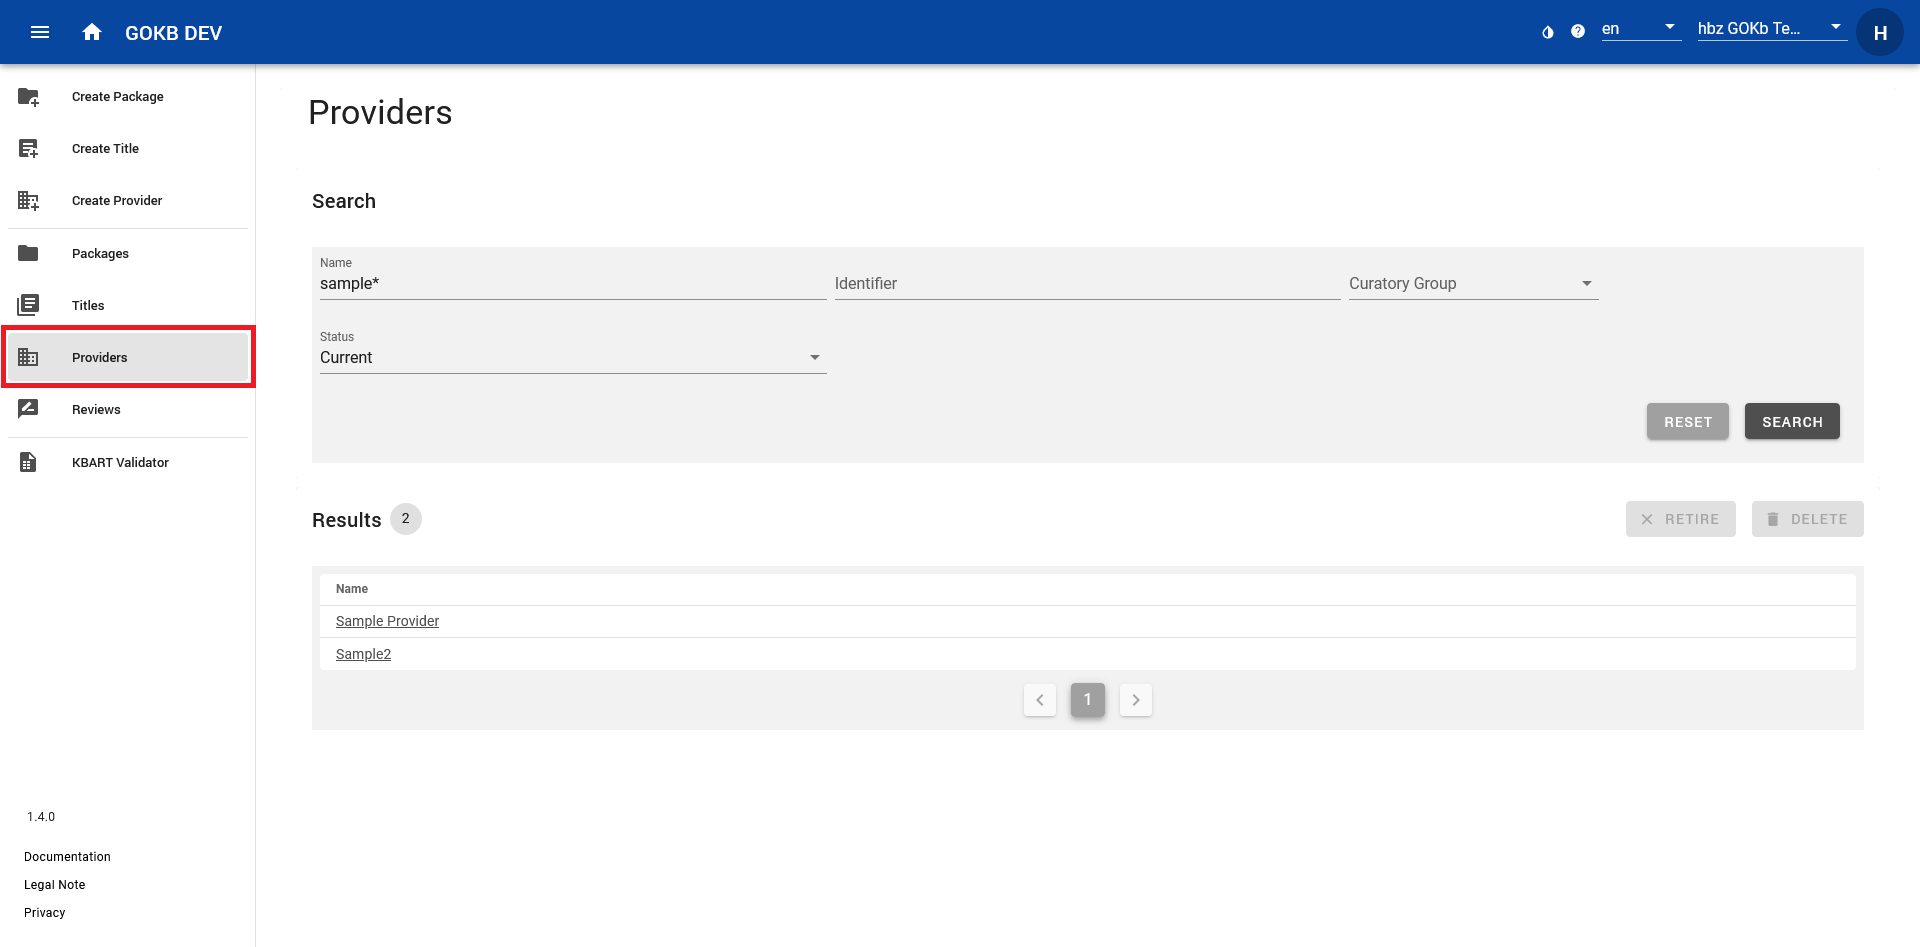 GOKB DEV
en
hbz GOKb Te...
H
Create Package
Create Title
Create Provider
Packages
Titles
Providers
Reviews
KBART Validator
1.4.0
Documentation
Legal Note
Privacy
Providers
Search
Name
sample*
Identifier
Curatory Group
Status
Current
RESET
SEARCH
Results 2
RETIRE
DELETE
Name
Sample Provider
Sample2
1